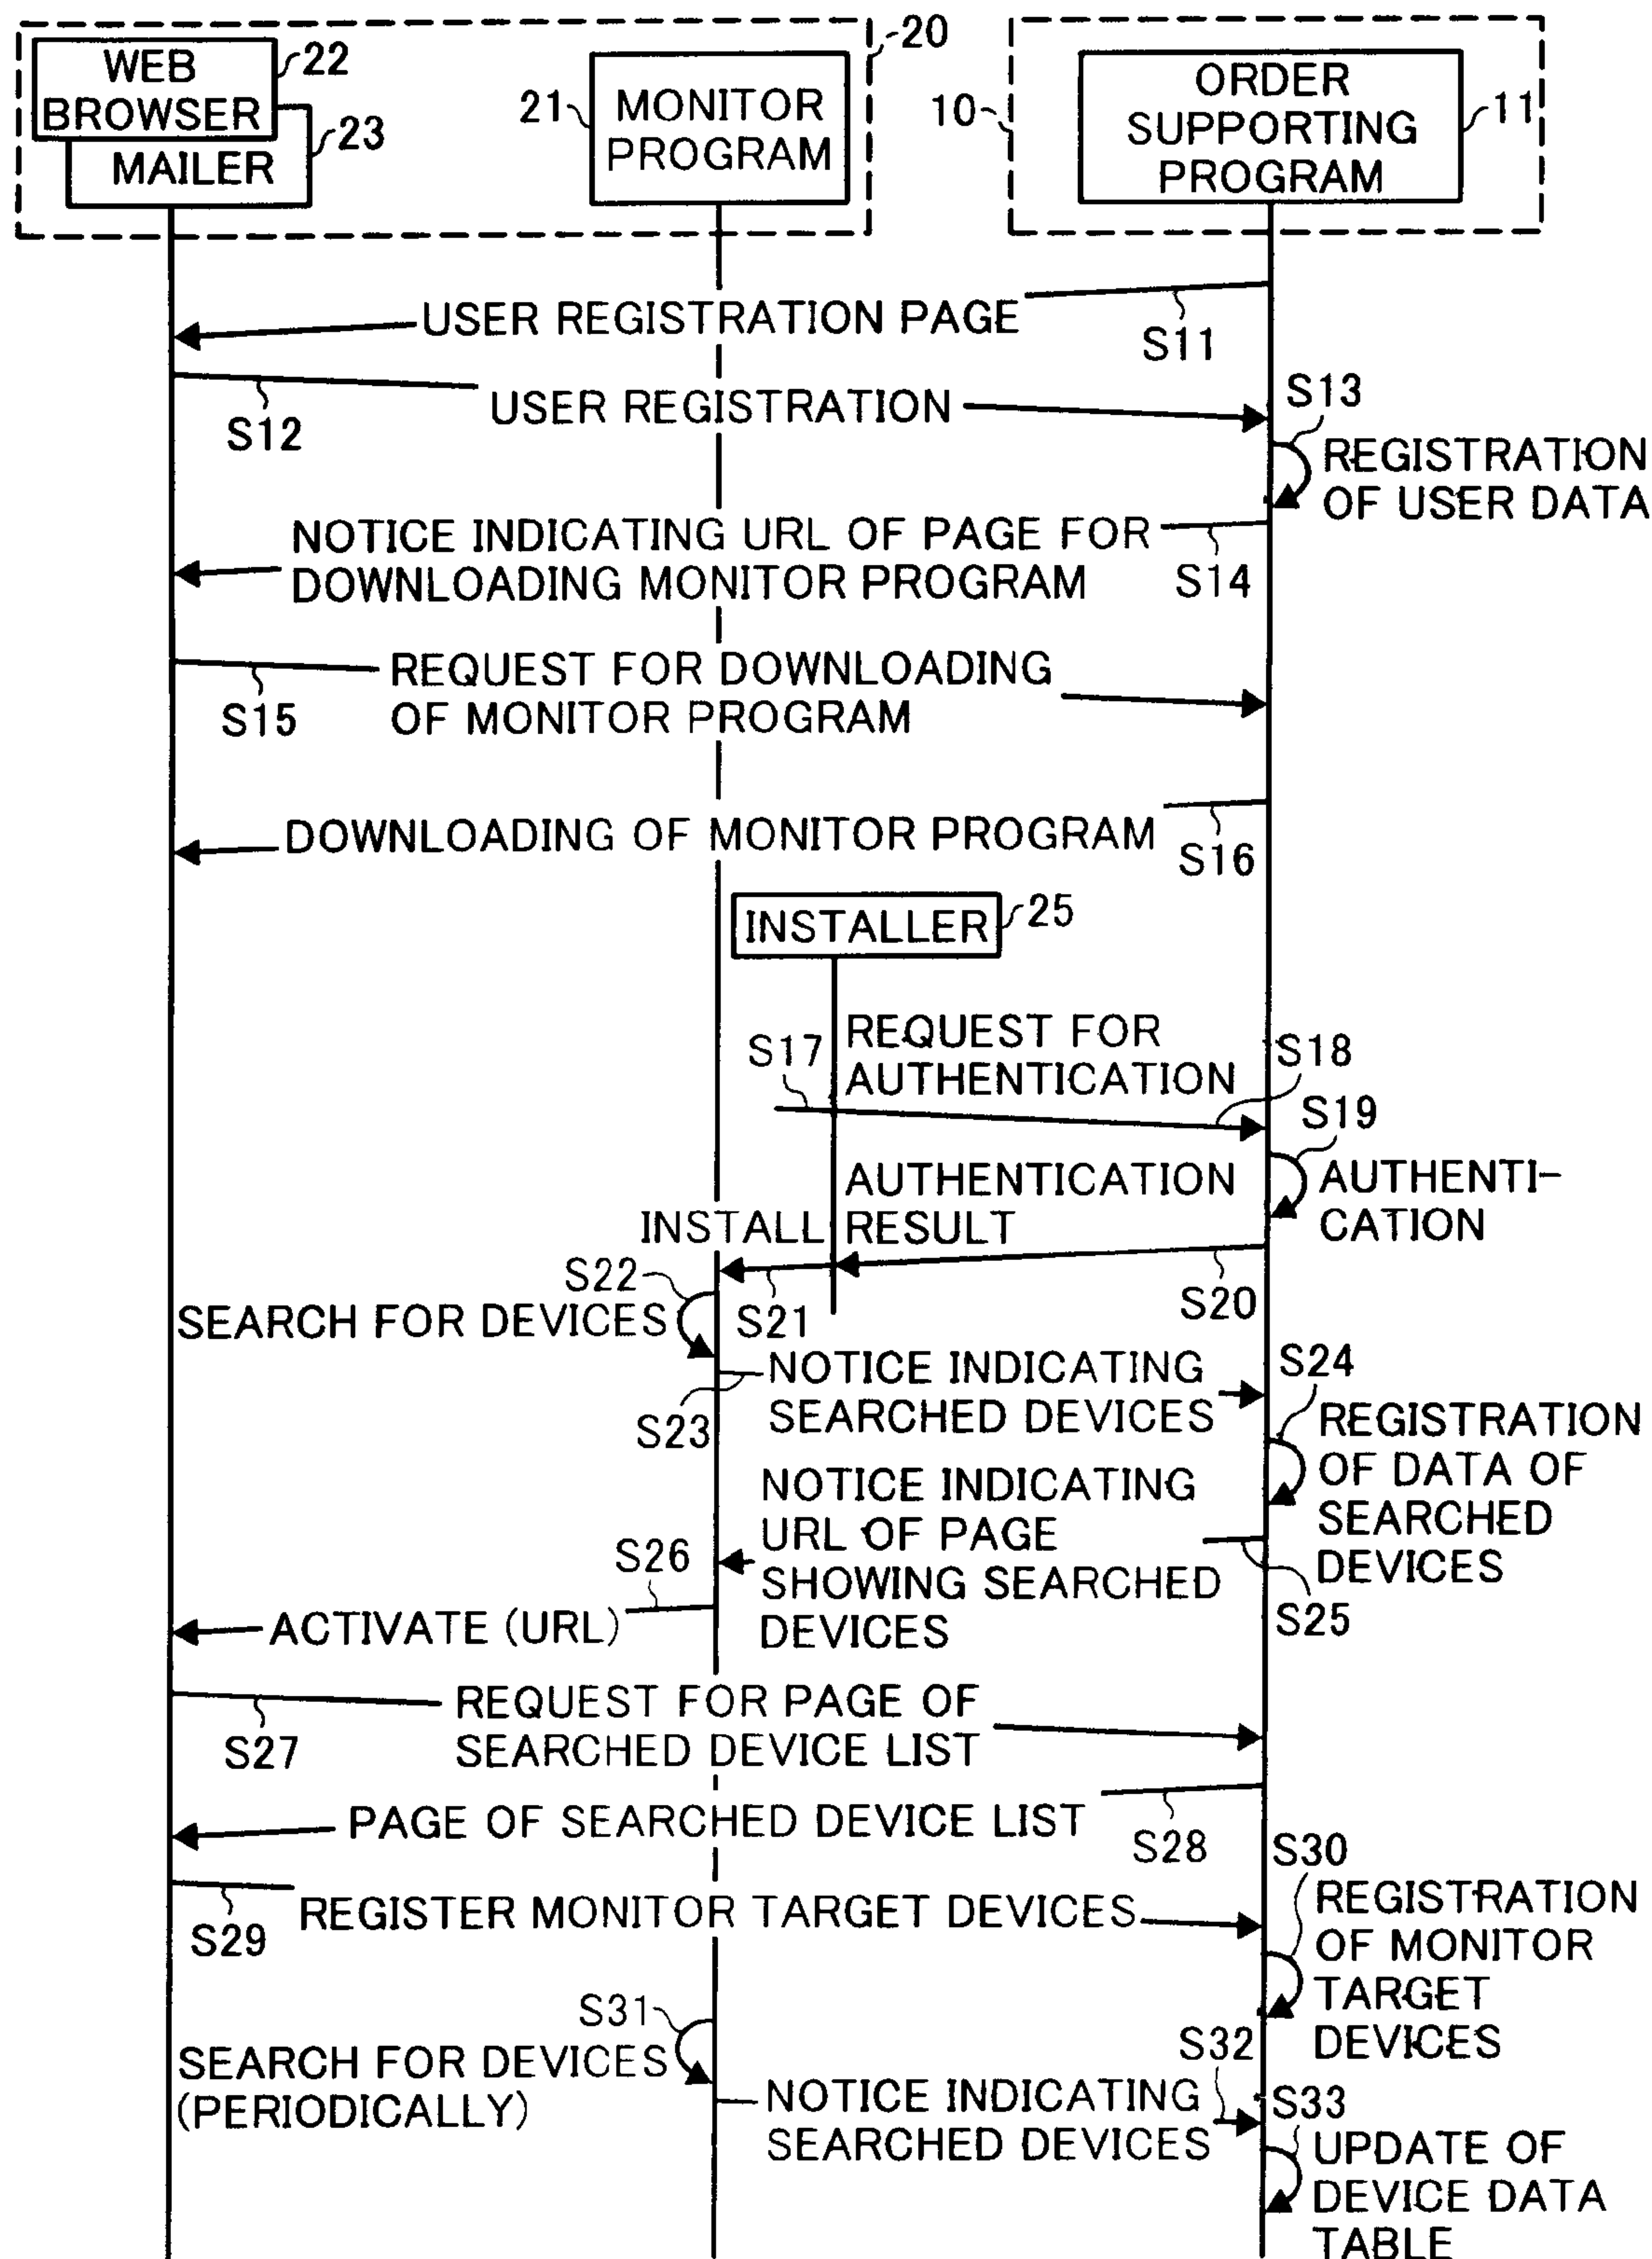 20
WEB
BROWSER
22
MAILER
23
21
MONITOR
PROGRAM
10
ORDER
SUPPORTING
PROGRAM
11
USER REGISTRATION PAGE
S11
S12
USER REGISTRATION
S13
REGISTRATION
OF USER DATA
NOTICE INDICATING URL OF PAGE FOR
DOWNLOADING MONITOR PROGRAM
S14
S15
REQUEST FOR DOWNLOADING
OF MONITOR PROGRAM
DOWNLOADING OF MONITOR PROGRAM
S16
INSTALLER
25
S17
REQUEST FOR
AUTHENTICATION
S18
S19
AUTHENTI-
CATION
AUTHENTICATION
RESULT
INSTALL
S20
S21
S22
SEARCH FOR DEVICES
S23
NOTICE INDICATING
SEARCHED DEVICES
S24
REGISTRATION
OF DATA OF
SEARCHED
DEVICES
NOTICE INDICATING
URL OF PAGE
SHOWING SEARCHED
DEVICES
S25
S26
ACTIVATE (URL)
S27
REQUEST FOR PAGE OF
SEARCHED DEVICE LIST
PAGE OF SEARCHED DEVICE LIST
S28
S29
REGISTER MONITOR TARGET DEVICES
S30
REGISTRATION
OF MONITOR
TARGET
DEVICES
S31
SEARCH FOR DEVICES
(PERIODICALLY)
S32
NOTICE INDICATING
SEARCHED DEVICES
S33
UPDATE OF
DEVICE DATA
TABLE